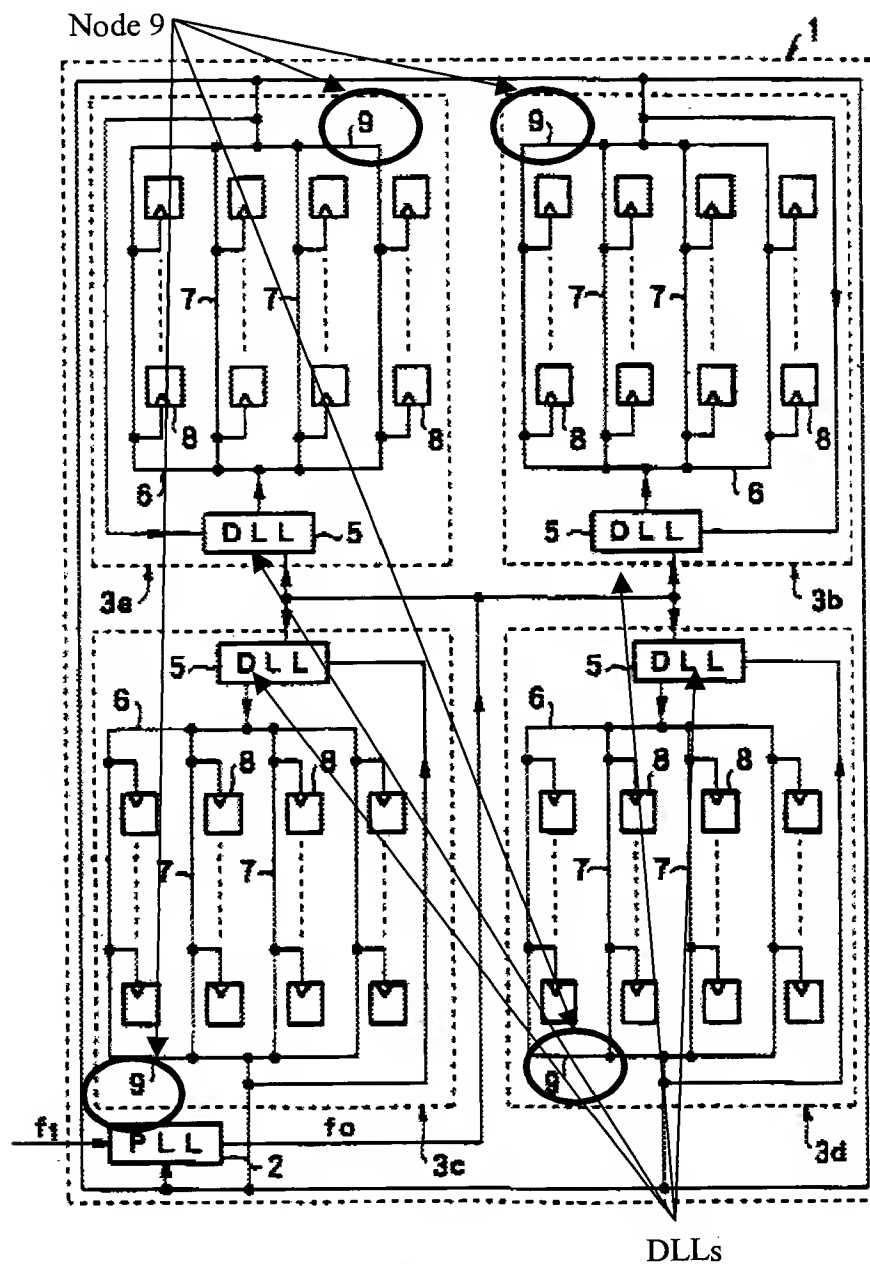 Node 9
1
9 9
7 7 7 7
8 8 8 8
6 6
DLL 5 5 DLL
3a 3b
5 DLL 5 DLL
6 6
8 8 8 8
7 7 7 7
9 9
f1 PLL fo
2 3c 3d
DLLs